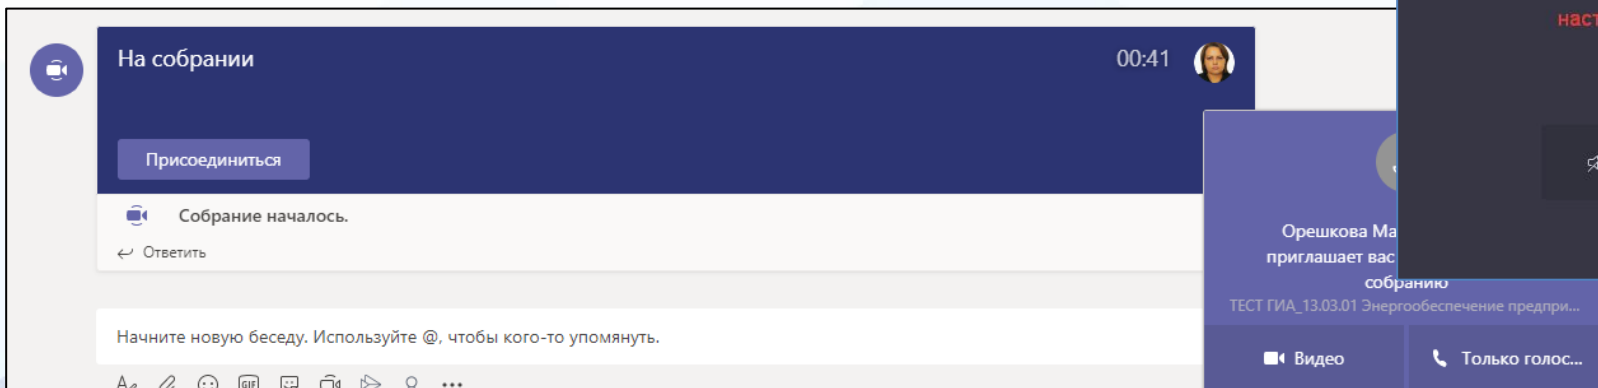 наст
На собрании
00:41
Присоединиться
Собрание началось.
Ответить
Орешкова Ма
приглашает вас
собранию
ТЕСТ ГИА_13.03.01 Энергообеспечение предпри...
Начните новую беседу. Используйте @, чтобы кого-то упомянуть.
Видео
Только голос...
GIF